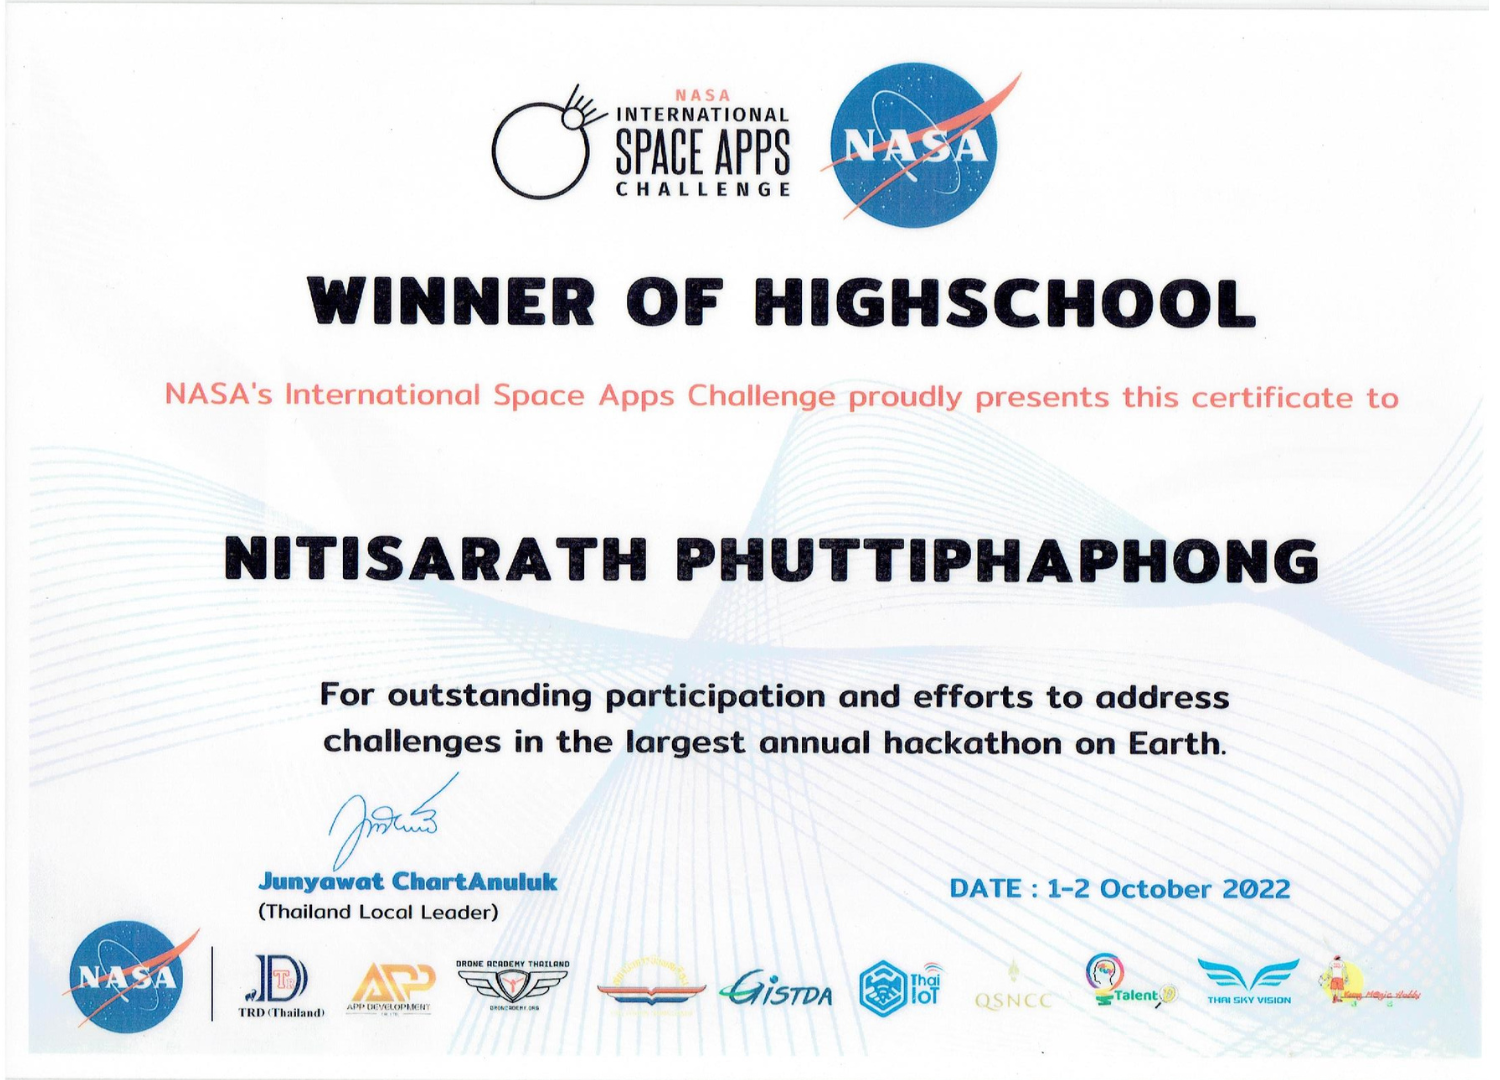 NASA
INTERNATIONAL
SPACE APPS
CHALLENGE
NASA
WINNER OF HIGHSCHOOL
NASA's International Space Apps Challenge proudly presents this certificate to
NITISARATH PHUTTIPHAPHONG
For outstanding participation and efforts to address
challenges in the largest annual hackathon on Earth.
Junyawat ChartAnuluk
(Thailand Local Leader)
DATE : 1-2 October 2022
NASA
TRD (Thailand)
APP
APP DEVELOPMENT
DRONE ACADEMY THAILAND
GISTDA
Thai
IoT
QSNCC
Talent
THAI SKY VISION